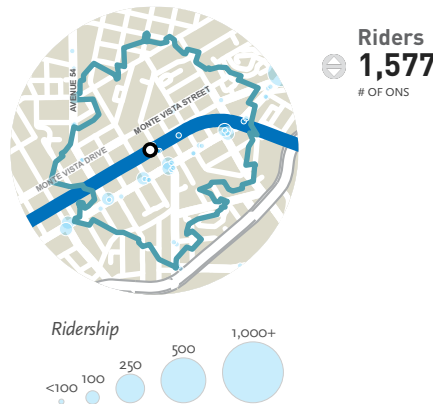 AVENUE 54
MONTE VISTA STREET
MONTE VISTA DRIVE
Riders
1,577
# OF ONS
Ridership
<100
100
250
500
1,000+